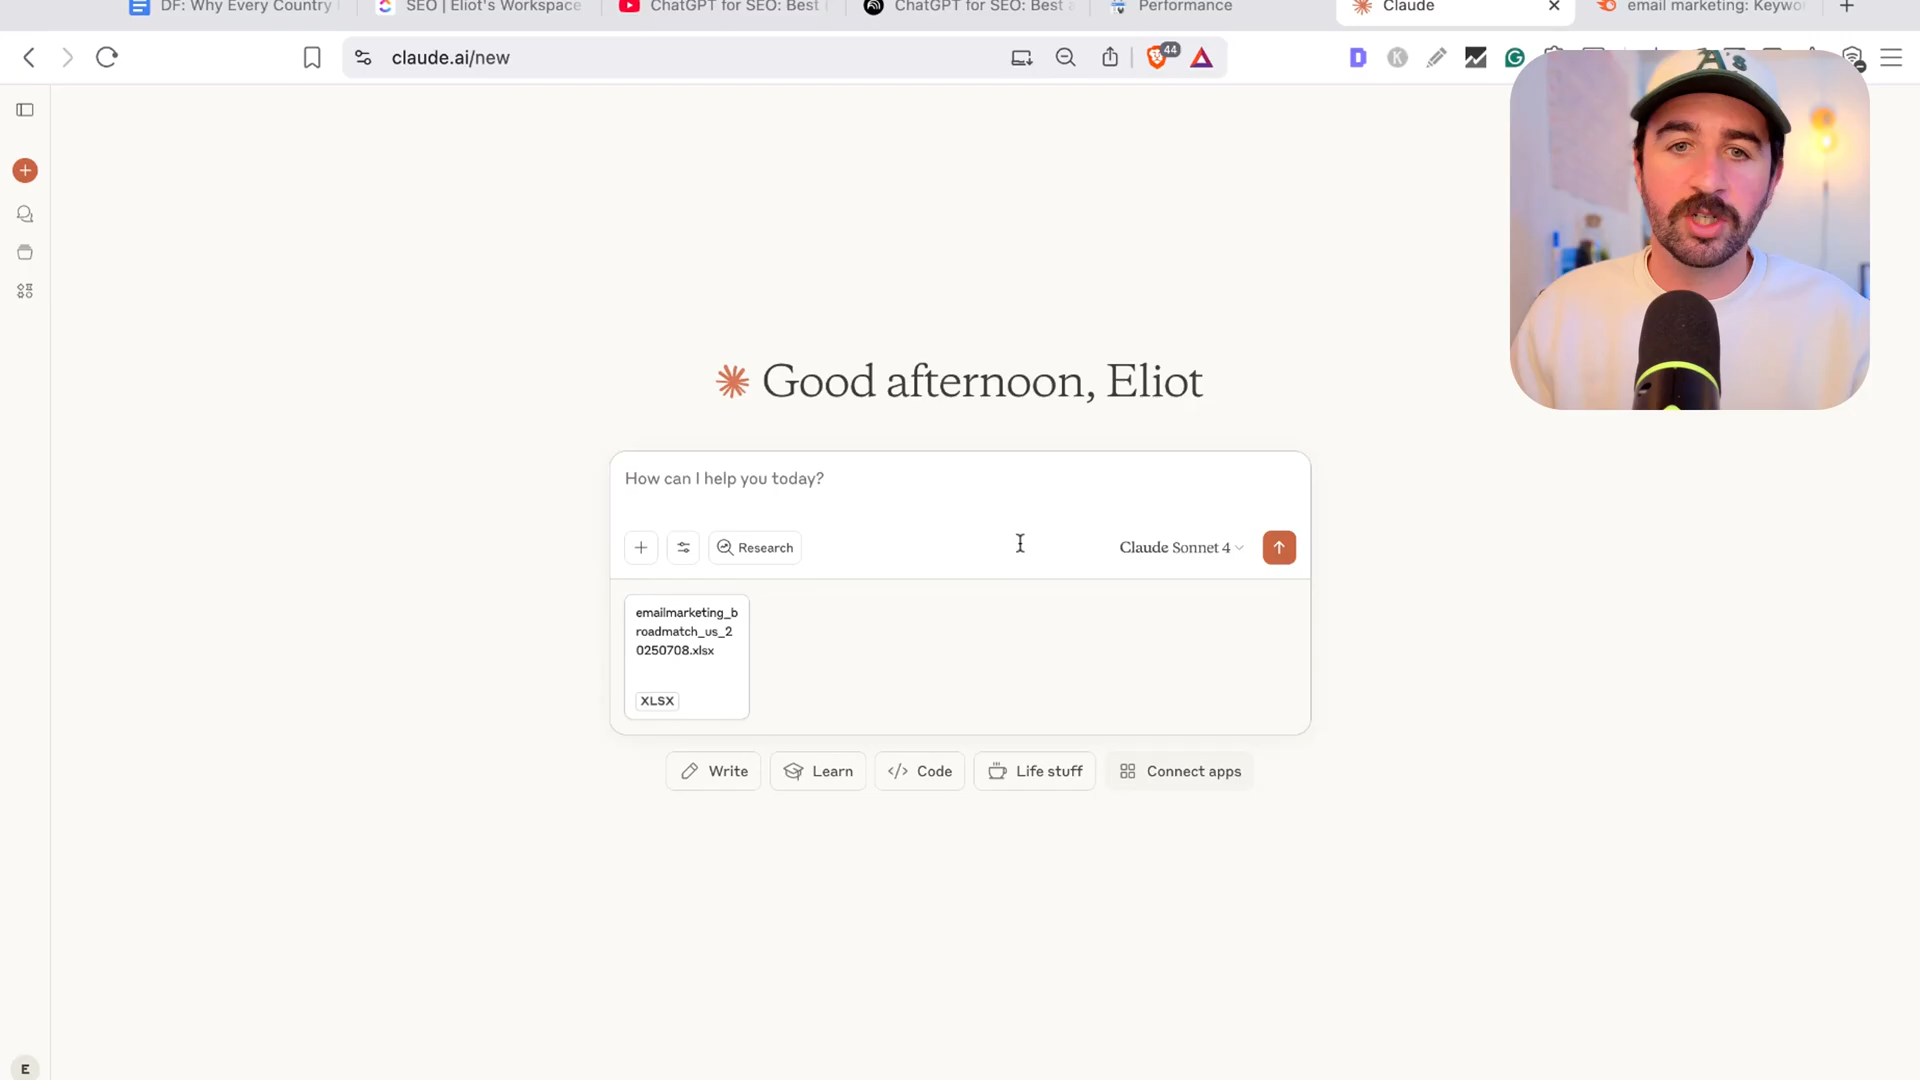 DF: Why Every Country
SEO | Eliot's Workspace
ChatGPT for SEO: Best
ChatGPT for SEO: Best a
Performance
Claude
email marketing: Keywor
claude.ai/new
44
D
K
G
A's
Good afternoon, Eliot
How can I help you today?
Research
Claude Sonnet 4
emailmarketing_b
roadmatch_us_2
0250708.xlsx
XLSX
Write
Learn
Code
Life stuff
Connect apps
E